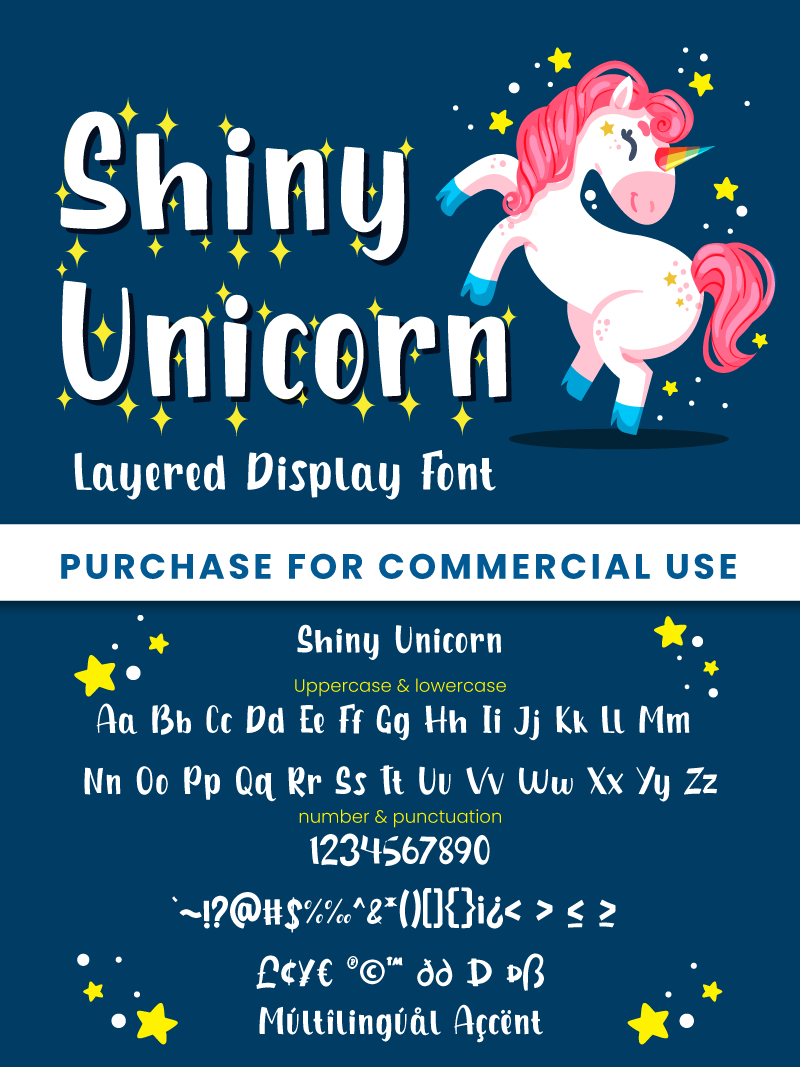 Shiny
Unicorn
Layered Display Font
PURCHASE FOR COMMERCIAL USE
Shiny Unicorn
Uppercase & lowercase
Aa Bb Cc Dd Ee Ff Gg Hh Ii Jj Kk Ll Mm
Nn Oo Pp Qq Rr Ss Tt Uu Vv Ww Xx Yy Zz
number & punctuation
1234567890
`~!?@#$%‰^&*()[]{}¡¿< > ≤ ≥
£¢¥€ ®©™ ðð Ð Þß
Múltîlingúål Açcënt